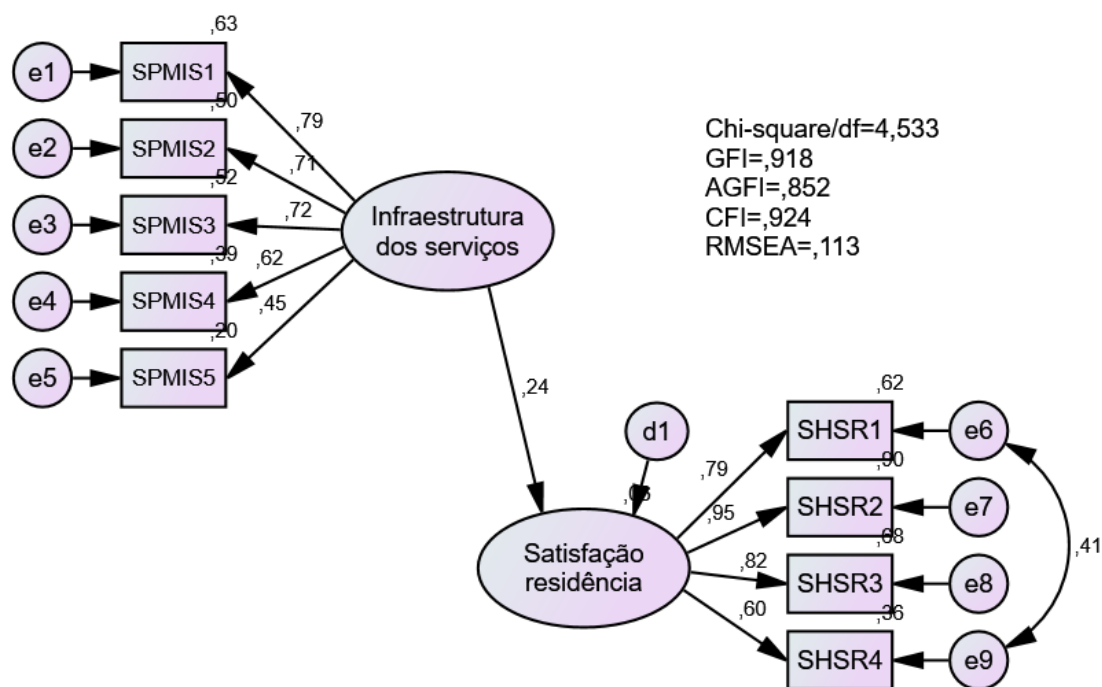 ,63
e1
SPMIS1
,50
e2
SPMIS2
,52
e3
SPMIS3
,39
e4
SPMIS4
,20
e5
SPMIS5
,79
,71
,72
,62
,45
Infraestrutura
dos serviços
Chi-square/df=4,533
GFI=,918
AGFI=,852
CFI=,924
RMSEA=,113
,24
d1
Satisfação
residência
,79
,95
,82
,60
,62
SHSR1
e6
,90
SHSR2
e7
,68
SHSR3
e8
,36
SHSR4
e9
,41